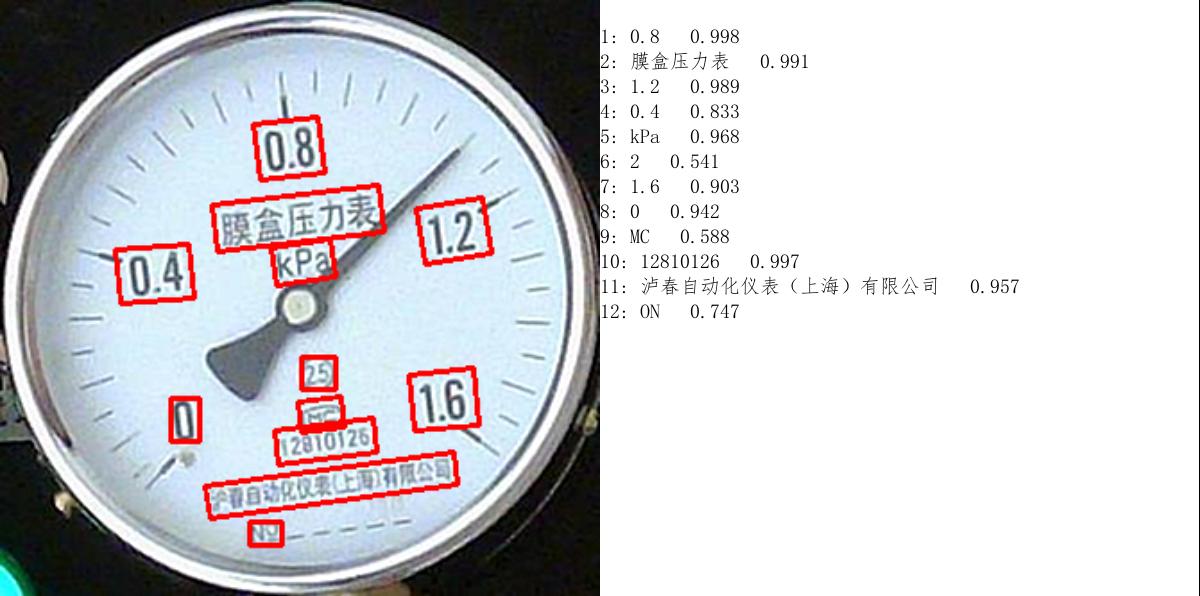 0.8
膜盒压力表
1.2
kPa
0.4
25
1.6
0
MC
12810126
沪春自动化仪表(上海)有限公司
No
1: 0.8 0.998
2: 膜盒压力表 0.991
3: 1.2 0.989
4: 0.4 0.833
5: kPa 0.968
6: 2 0.541
7: 1.6 0.903
8: 0 0.942
9: MC 0.588
10: 12810126 0.997
11: 泸春自动化仪表（上海）有限公司 0.957
12: ON 0.747